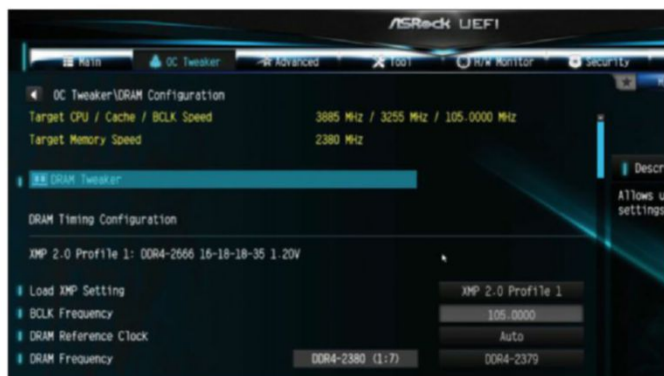 ASRock UEFI
Main OC Tweaker Advanced Tool H/W Monitor Security
OC Tweaker\DRAM Configuration
Target CPU / Cache / BCLK Speed 3885 MHz / 3255 MHz / 105.0000 MHz
Target Memory Speed 2380 MHz
DRAM Tweaker
Descr
Allows u
settings
DRAM Timing Configuration
XMP 2.0 Profile 1: DDR4-2666 16-18-18-35 1.20V
Load XMP Setting XMP 2.0 Profile 1
BCLK Frequency 105.0000
DRAM Reference Clock Auto
DRAM Frequency DDR4-2380 (1:7) DDR4-2379